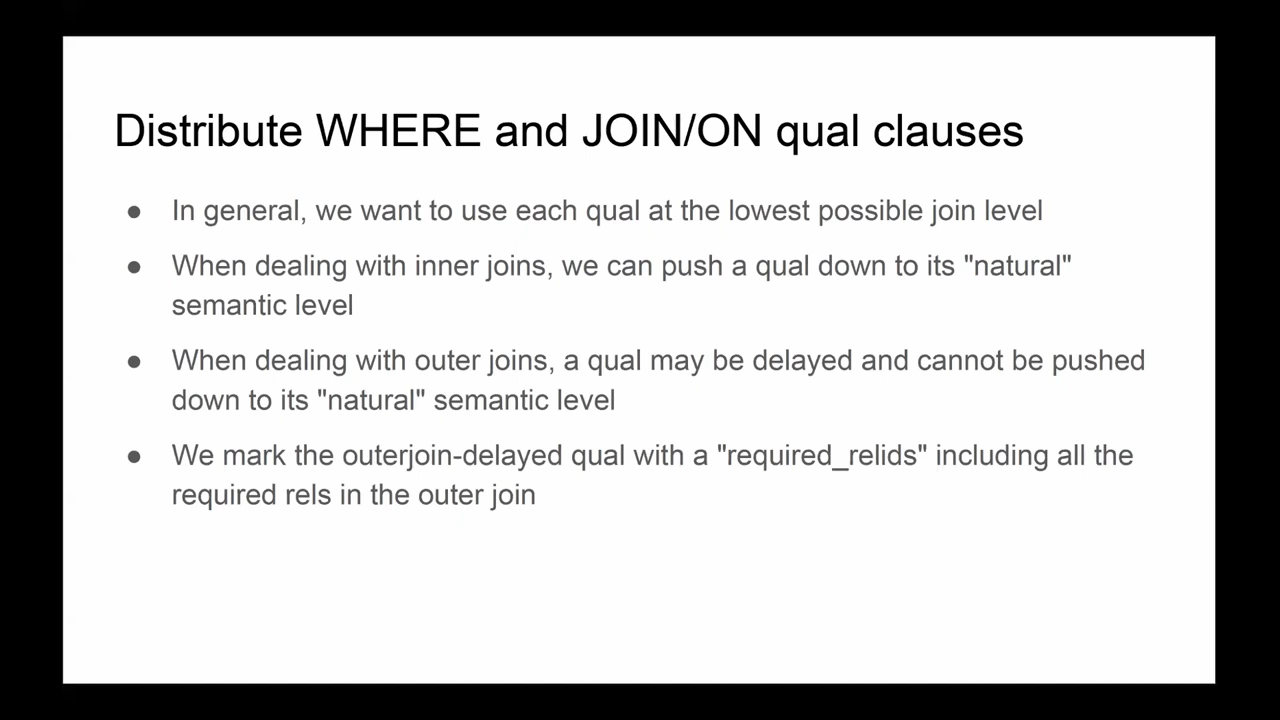 Distribute WHERE and JOIN/ON qual clauses
● In general, we want to use each qual at the lowest possible join level
● When dealing with inner joins, we can push a qual down to its "natural"
semantic level
● When dealing with outer joins, a qual may be delayed and cannot be pushed
down to its "natural" semantic level
● We mark the outerjoin-delayed qual with a "required_relids" including all the
required rels in the outer join